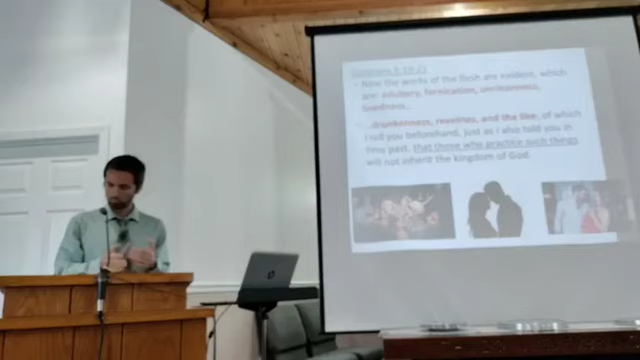 Galatians 5:19-21
- Now the works of the flesh are evident, which
are: adultery, fornication, uncleanness,
lewdness...
- ...drunkenness, revelries, and the like; of which
I tell you beforehand, just as I also told you in
time past, that those who practice such things
will not inherit the kingdom of God.
hp